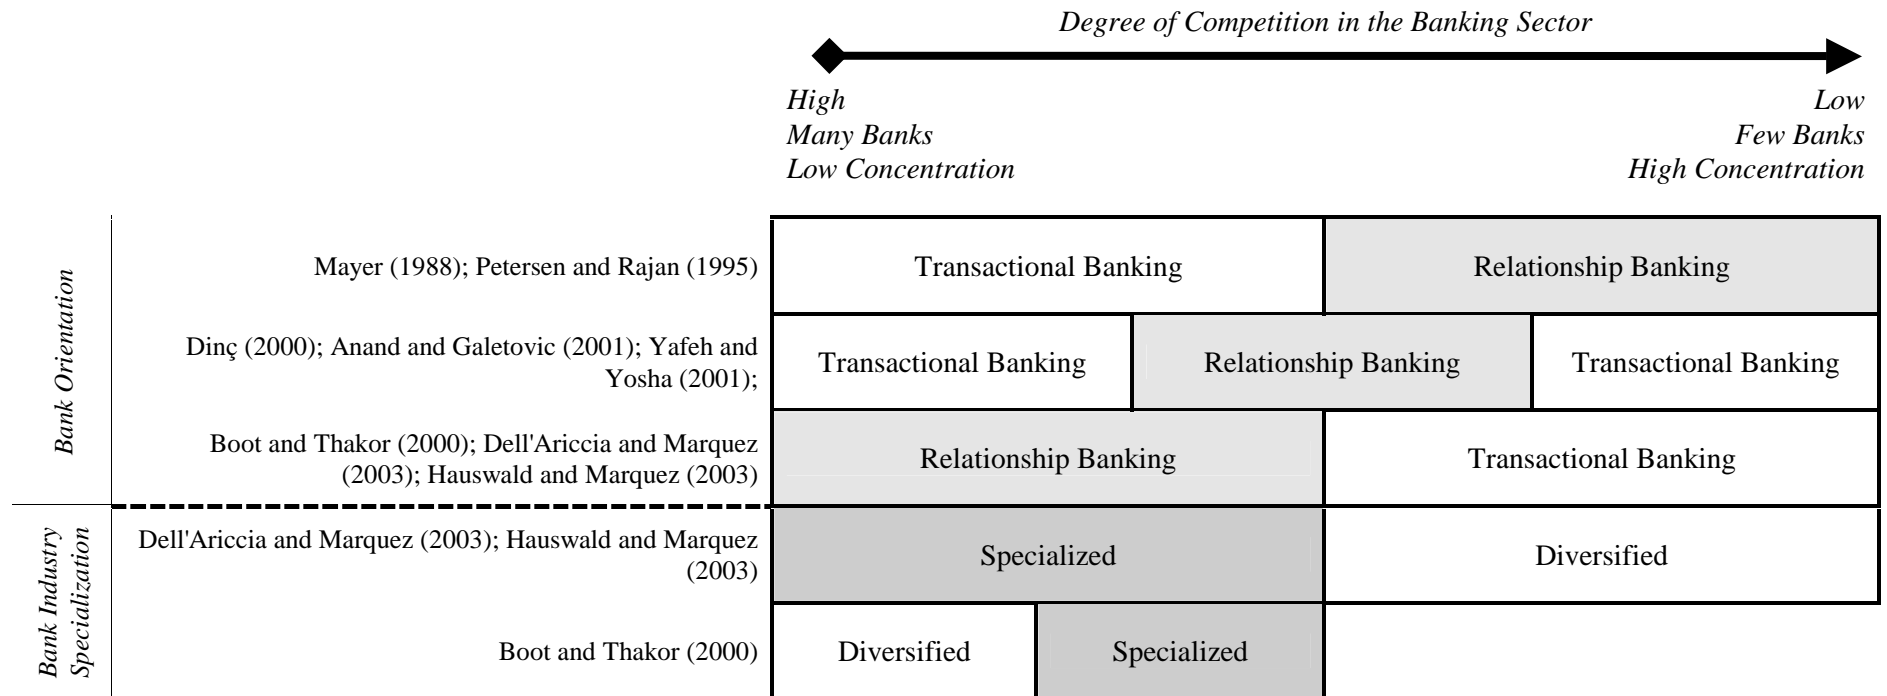 Degree of Competition in the Banking Sector
High
Many Banks
Low Concentration
Low
Few Banks
High Concentration
Bank Orientation
Mayer (1988); Petersen and Rajan (1995)
Transactional Banking
Relationship Banking
Dinç (2000); Anand and Galetovic (2001); Yafeh and
Yosha (2001);
Transactional Banking
Relationship Banking
Transactional Banking
Boot and Thakor (2000); Dell'Ariccia and Marquez
(2003); Hauswald and Marquez (2003)
Relationship Banking
Transactional Banking
Bank Industry
Specialization
Dell'Ariccia and Marquez (2003); Hauswald and Marquez
(2003)
Specialized
Diversified
Boot and Thakor (2000)
Diversified
Specialized